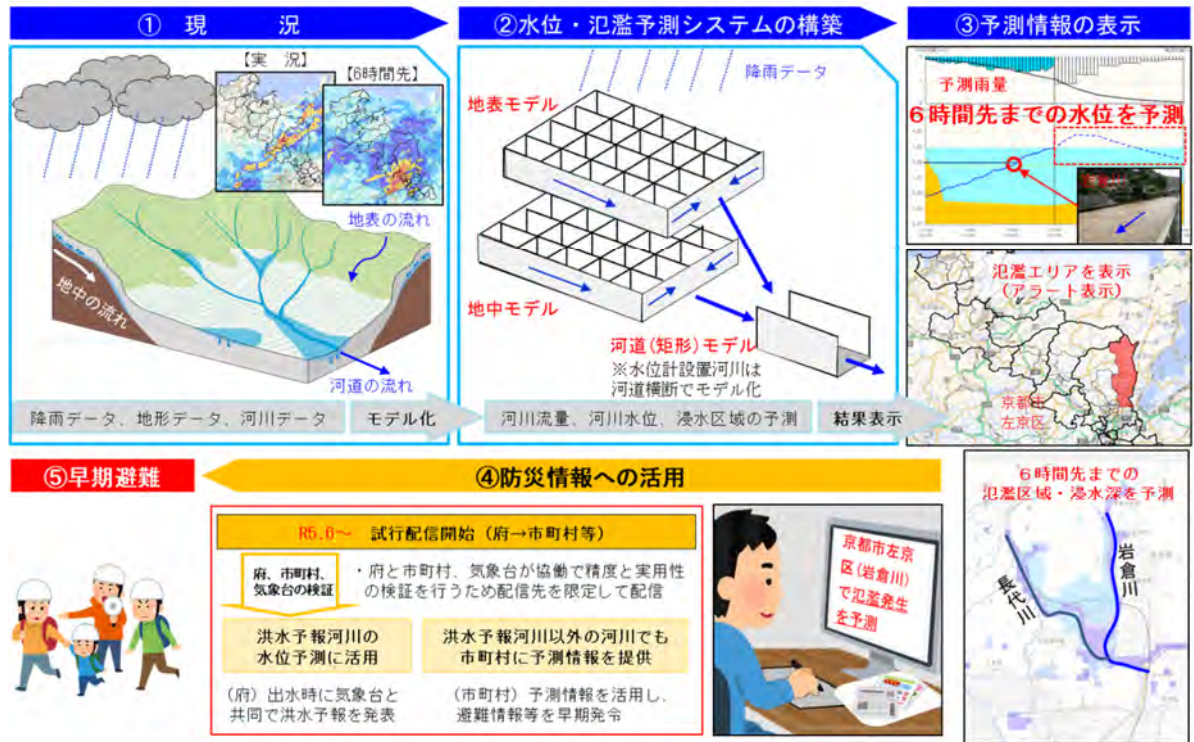 ① 現 況
【実 況】
【6時間先】
地表の流れ
地中の流れ
河道の流れ
降雨データ、地形データ、河川データ
モデル化
②水位・氾濫予測システムの構築
降雨データ
地表モデル
地中モデル
河道(矩形)モデル
※水位計設置河川は
河道横断でモデル化
河川流量、河川水位、浸水区域の予測
結果表示
③予測情報の表示
予測雨量
6時間先までの水位を予測
氾濫エリアを表示
(アラート表示)
京都市
左京区
6時間先までの
氾濫区域・浸水深を予測
岩倉川
長代川
④防災情報への活用
R5.6～ 試行配信開始（府→市町村等）
府、市町村、
気象台の検証
・府と市町村、気象台が協働で精度と実用性
の検証を行うため配信先を限定して配信
洪水予報河川の
水位予測に活用
洪水予報河川以外の河川でも
市町村に予測情報を提供
（府）出水時に気象台と
共同で洪水予報を発表
（市町村）予測情報を活用し、
避難情報等を早期発令
京都市左京
区(岩倉川)
で氾濫発生
を予測
⑤早期避難